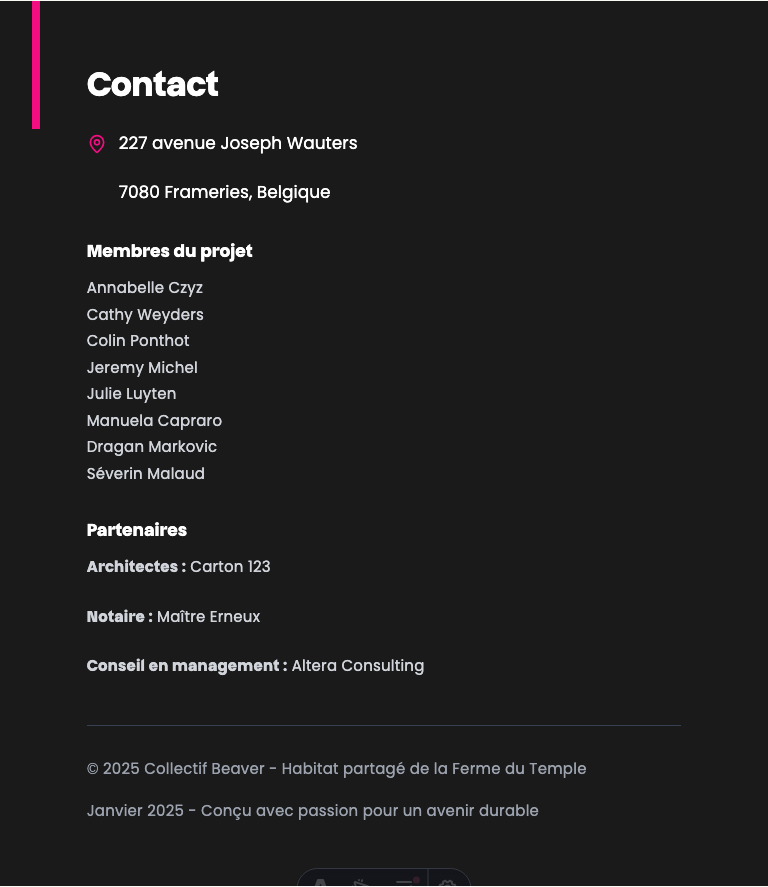 Contact
227 avenue Joseph Wauters
7080 Frameries, Belgique
Membres du projet
Annabelle Czyz
Cathy Weyders
Colin Ponthot
Jeremy Michel
Julie Luyten
Manuela Capraro
Dragan Markovic
Séverin Malaud
Partenaires
Architectes : Carton 123
Notaire : Maître Erneux
Conseil en management : Altera Consulting
© 2025 Collectif Beaver - Habitat partagé de la Ferme du Temple
Janvier 2025 - Conçu avec passion pour un avenir durable